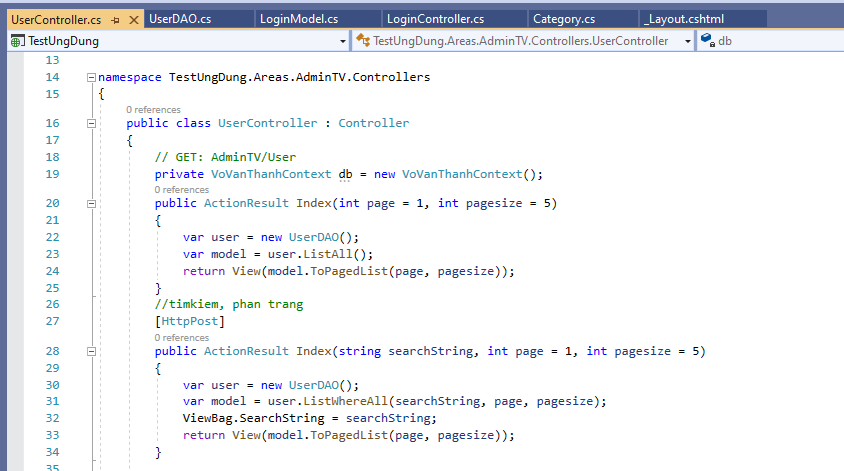 UserController.cs
UserDAO.cs
LoginModel.cs
LoginController.cs
Category.cs
_Layout.cshtml
TestUngDung
TestUngDung.Areas.AdminTV.Controllers.UserController
db
13
14 namespace TestUngDung.Areas.AdminTV.Controllers
15 {
0 references
16 public class UserController : Controller
17 {
18 // GET: AdminTV/User
19 private VoVanThanhContext db = new VoVanThanhContext();
0 references
20 public ActionResult Index(int page = 1, int pagesize = 5)
21 {
22 var user = new UserDAO();
23 var model = user.ListAll();
24 return View(model.ToPagedList(page, pagesize));
25 }
26 //timkiem, phan trang
27 [HttpPost]
0 references
28 public ActionResult Index(string searchString, int page = 1, int pagesize = 5)
29 {
30 var user = new UserDAO();
31 var model = user.ListWhereAll(searchString, page, pagesize);
32 ViewBag.SearchString = searchString;
33 return View(model.ToPagedList(page, pagesize));
34 }
35